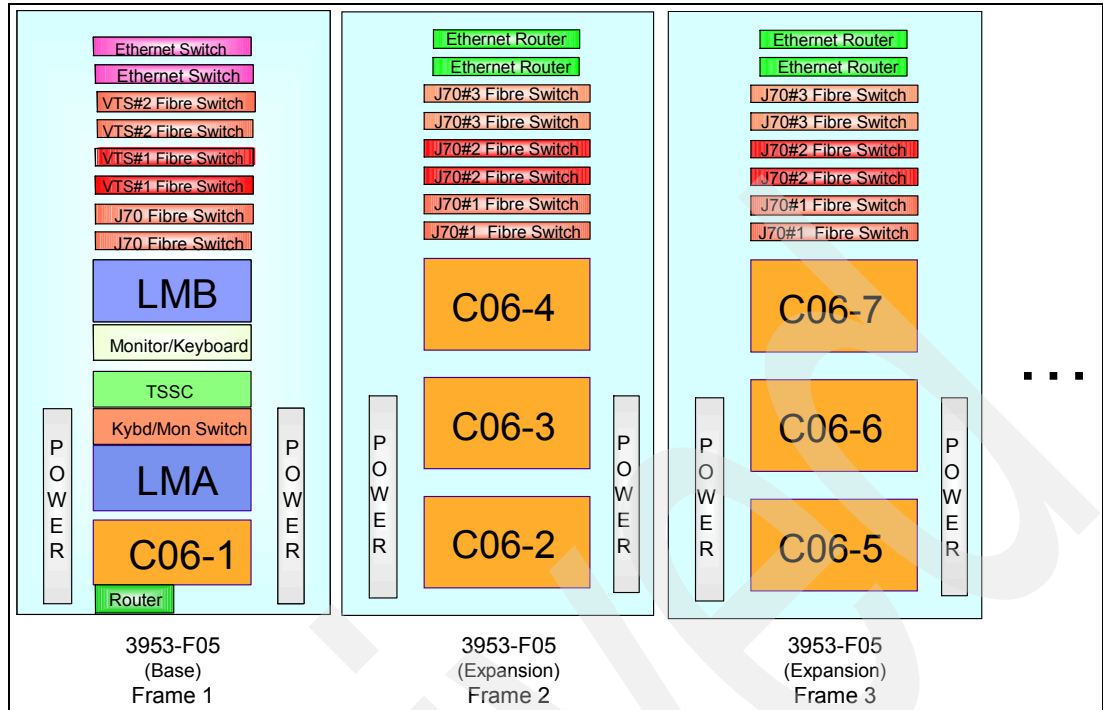 Ethernet Switch
Ethernet Switch
VTS#2 Fibre Switch
VTS#2 Fibre Switch
VTS#1 Fibre Switch
VTS#1 Fibre Switch
J70 Fibre Switch
J70 Fibre Switch
LMB
Monitor/Keyboard
TSSC
Kybd/Mon Switch
LMA
C06-1
Router
POWER
POWER
3953-F05
(Base)
Frame 1
Ethernet Router
Ethernet Router
J70#3 Fibre Switch
J70#3 Fibre Switch
J70#2 Fibre Switch
J70#2 Fibre Switch
J70#1 Fibre Switch
J70#1 Fibre Switch
C06-4
C06-3
C06-2
POWER
POWER
3953-F05
(Expansion)
Frame 2
Ethernet Router
Ethernet Router
J70#3 Fibre Switch
J70#3 Fibre Switch
J70#2 Fibre Switch
J70#2 Fibre Switch
J70#1 Fibre Switch
J70#1 Fibre Switch
C06-7
C06-6
C06-5
POWER
POWER
3953-F05
(Expansion)
Frame 3
...